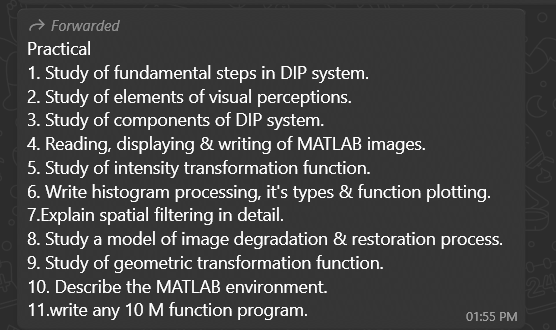 Forwarded
Practical
1. Study of fundamental steps in DIP system.
2. Study of elements of visual perceptions.
3. Study of components of DIP system.
4. Reading, displaying & writing of MATLAB images.
5. Study of intensity transformation function.
6. Write histogram processing, it's types & function plotting.
7.Explain spatial filtering in detail.
8. Study a model of image degradation & restoration process.
9. Study of geometric transformation function.
10. Describe the MATLAB environment.
11.write any 10 M function program.
01:55 PM